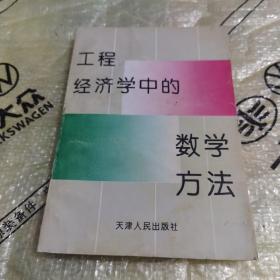 工程
经济学中的
数学
方法
天津人民出版社
大众
VOLKSWAGEN